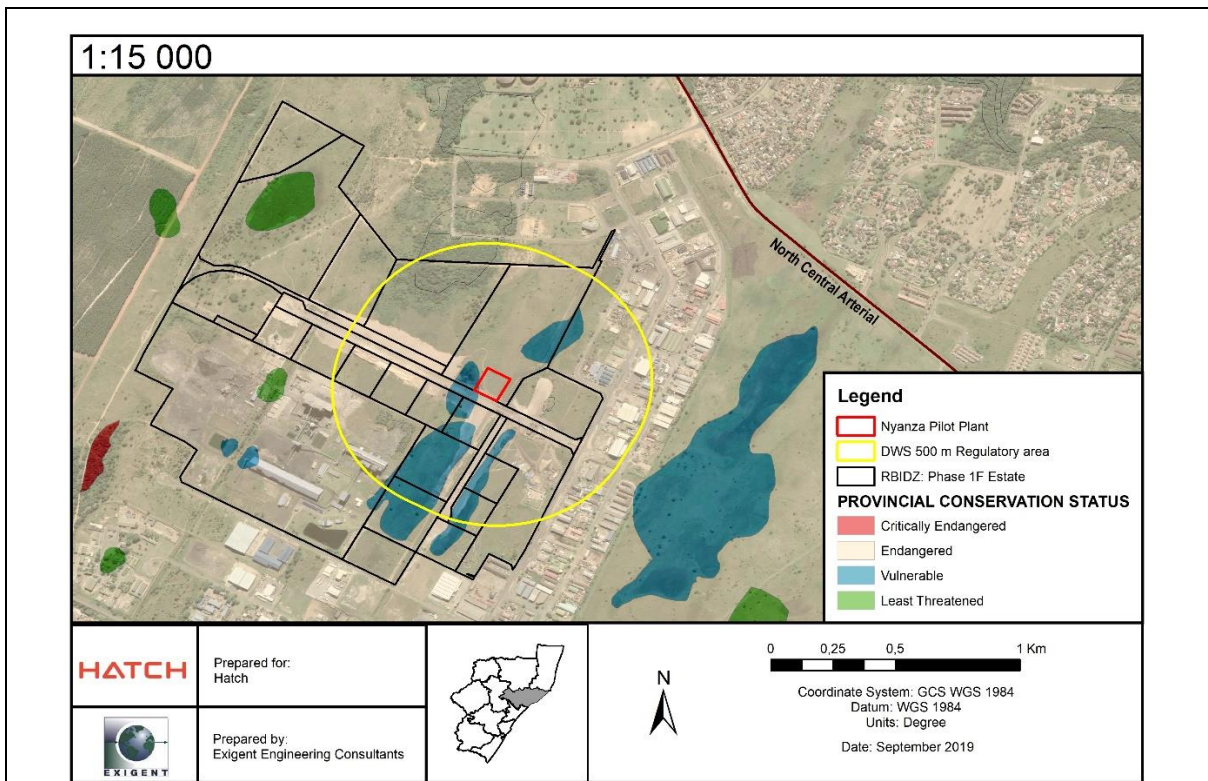 1:15 000
North Central Arterial
Legend
Nyanza Pilot Plant
DWS 500 m Regulatory area
RBIDZ: Phase 1F Estate
PROVINCIAL CONSERVATION STATUS
Critically Endangered
Endangered
Vulnerable
Least Threatened
HATCH
Prepared for:
Hatch
EXIGENT
Prepared by:
Exigent Engineering Consultants
N
0 0,25 0,5 1 Km
Coordinate System: GCS WGS 1984
Datum: WGS 1984
Units: Degree
Date: September 2019